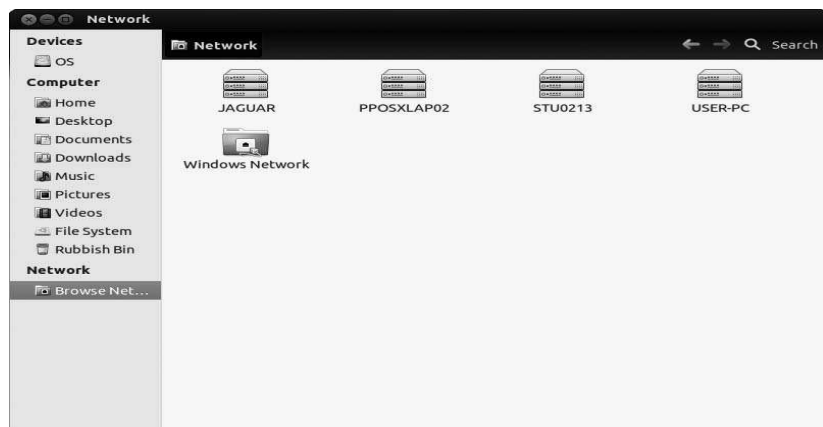 Network
Devices
OS
Computer
Home
Desktop
Documents
Downloads
Music
Pictures
Videos
File System
Rubbish Bin
Network
Browse Net...
Network
Search
JAGUAR
PPOSXLAP02
STU0213
USER-PC
Windows Network